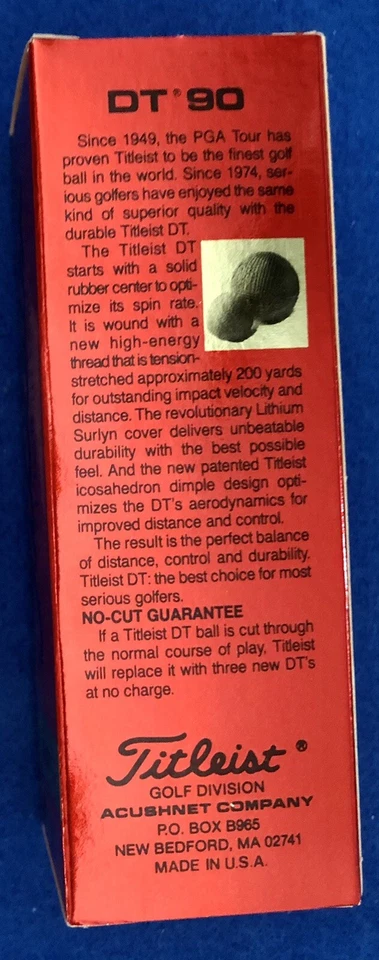 DT® 90
Since 1949, the PGA Tour has
proven Titleist to be the finest golf
ball in the world. Since 1974, ser-
ious golfers have enjoyed the same
kind of superior quality with the
durable Titleist DT.
The Titleist DT
starts with a solid
rubber center to opti-
mize its spin rate.
It is wound with a
new high-energy
thread that is tension-
stretched approximately 200 yards
for outstanding impact velocity and
distance. The revolutionary Lithium
Surlyn cover delivers unbeatable
durability with the best possible
feel. And the new patented Titleist
icosahedron dimple design opti-
mizes the DT's aerodynamics for
improved distance and control.
The result is the perfect balance
of distance, control and durability.
Titleist DT: the best choice for most
serious golfers.
NO-CUT GUARANTEE
If a Titleist DT ball is cut through
the normal course of play, Titleist
will replace it with three new DT's
at no charge.
Titleist®
GOLF DIVISION
ACUSHNET COMPANY
P.O. BOX B965
NEW BEDFORD, MA 02741
MADE IN U.S.A.